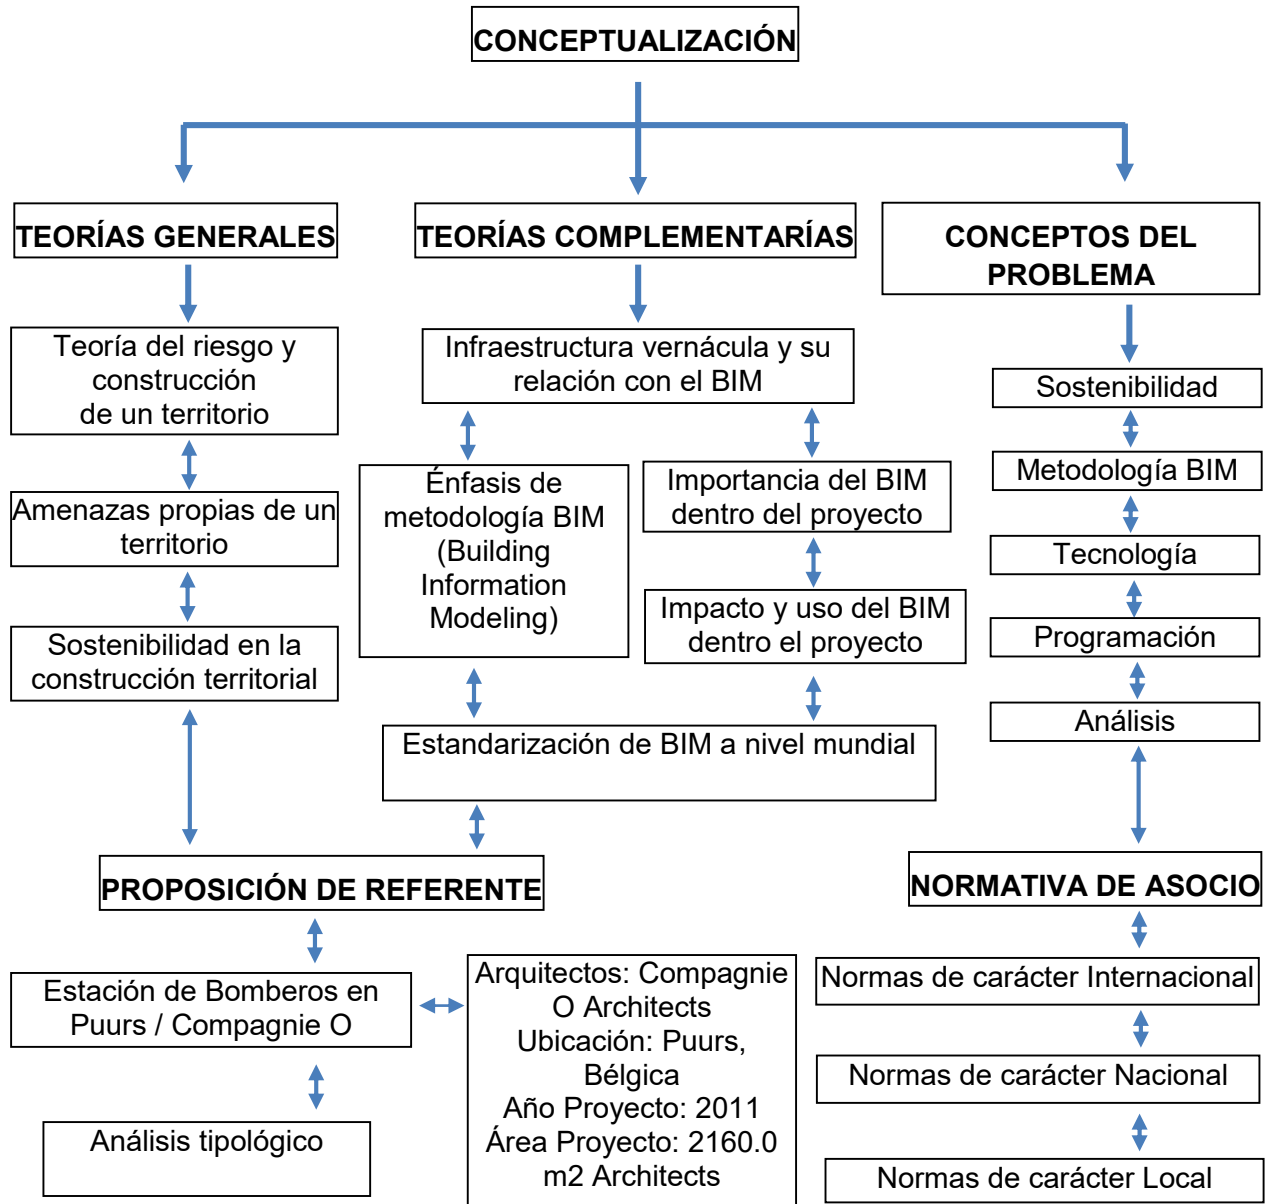 CONCEPTUALIZACIÓN
TEORÍAS GENERALES
TEORÍAS COMPLEMENTARÍAS
CONCEPTOS DEL
PROBLEMA
Teoría del riesgo y
construcción
de un territorio
Amenazas propias de un
territorio
Sostenibilidad en la
construcción territorial
Infraestructura vernácula y su
relación con el BIM
Énfasis de
metodología BIM
(Building
Information
Modeling)
Importancia del BIM
dentro del proyecto
Impacto y uso del BIM
dentro el proyecto
Estandarización de BIM a nivel mundial
Sostenibilidad
Metodología BIM
Tecnología
Programación
Análisis
PROPOSICIÓN DE REFERENTE
Estación de Bomberos en
Puurs / Compagnie O
Análisis tipológico
Arquitectos: Compagnie
O Architects
Ubicación: Puurs,
Bélgica
Año Proyecto: 2011
Área Proyecto: 2160.0
m2 Architects
NORMATIVA DE ASOCIO
Normas de carácter Internacional
Normas de carácter Nacional
Normas de carácter Local